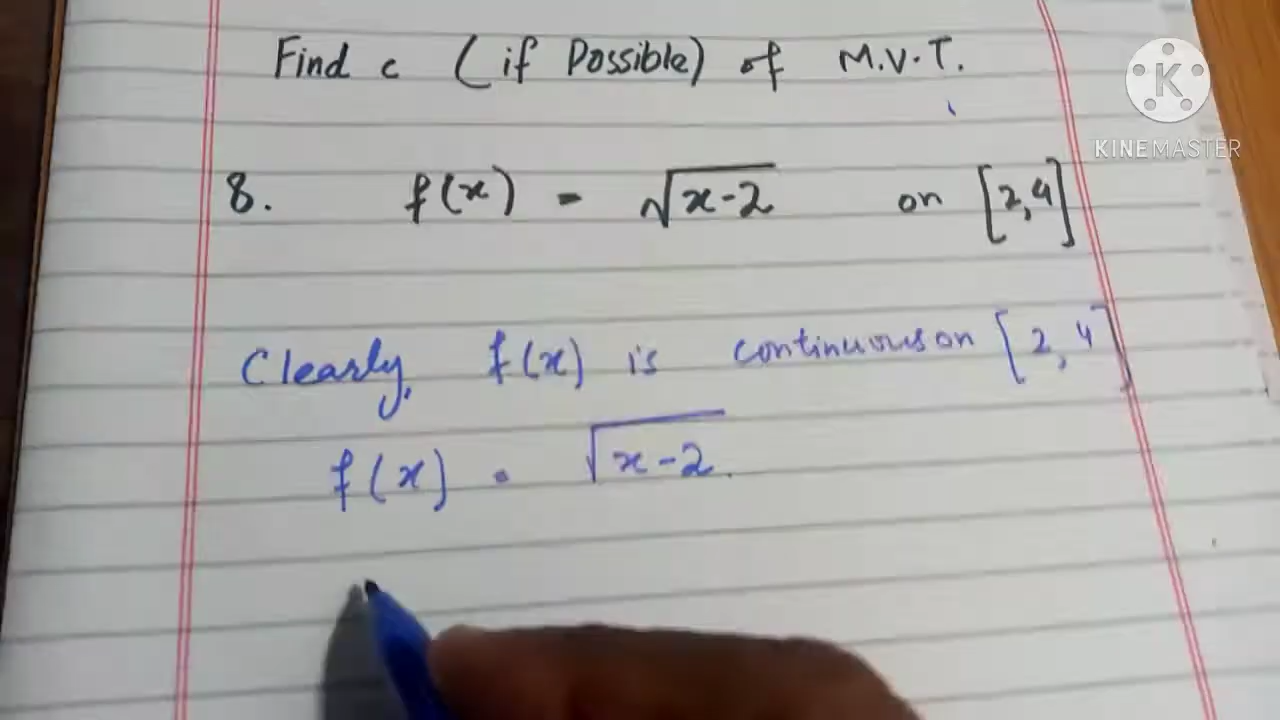 Find c (if Possible) of M.V.T.
K
KINEMASTER
8. f(x) = √x-2 on [2,4]
Clearly, f(x) is continuous on [2,4]
f(x) = √x-2.